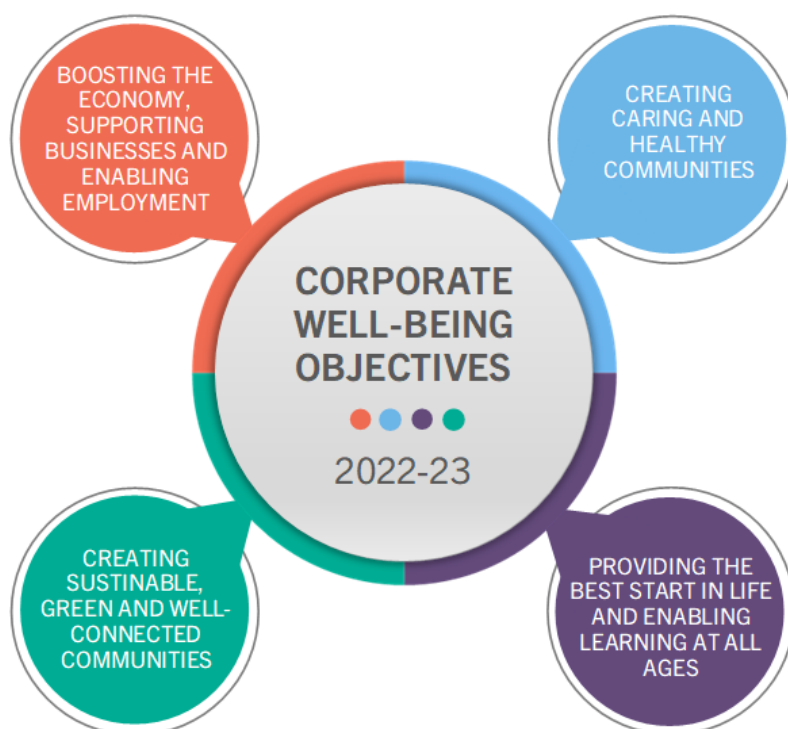 BOOSTING THE
ECONOMY,
SUPPORTING
BUSINESSES AND
ENABLING
EMPLOYMENT
CREATING
CARING AND
HEALTHY
COMMUNITIES
CORPORATE
WELL-BEING
OBJECTIVES
2022-23
CREATING
SUSTINABLE,
GREEN AND WELL-
CONNECTED
COMMUNITIES
PROVIDING THE
BEST START IN LIFE
AND ENABLING
LEARNING AT ALL
AGES